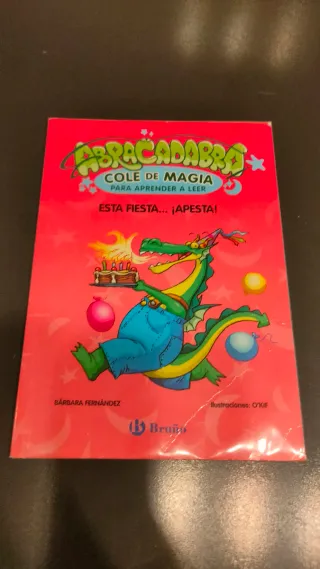 ABRACADABRA
COLE DE MAGIA
PARA APRENDER A LEER
ESTA FIESTA... ¡APESTA!
BÁRBARA FERNÁNDEZ
Ilustraciones: O'KIF
Bruño